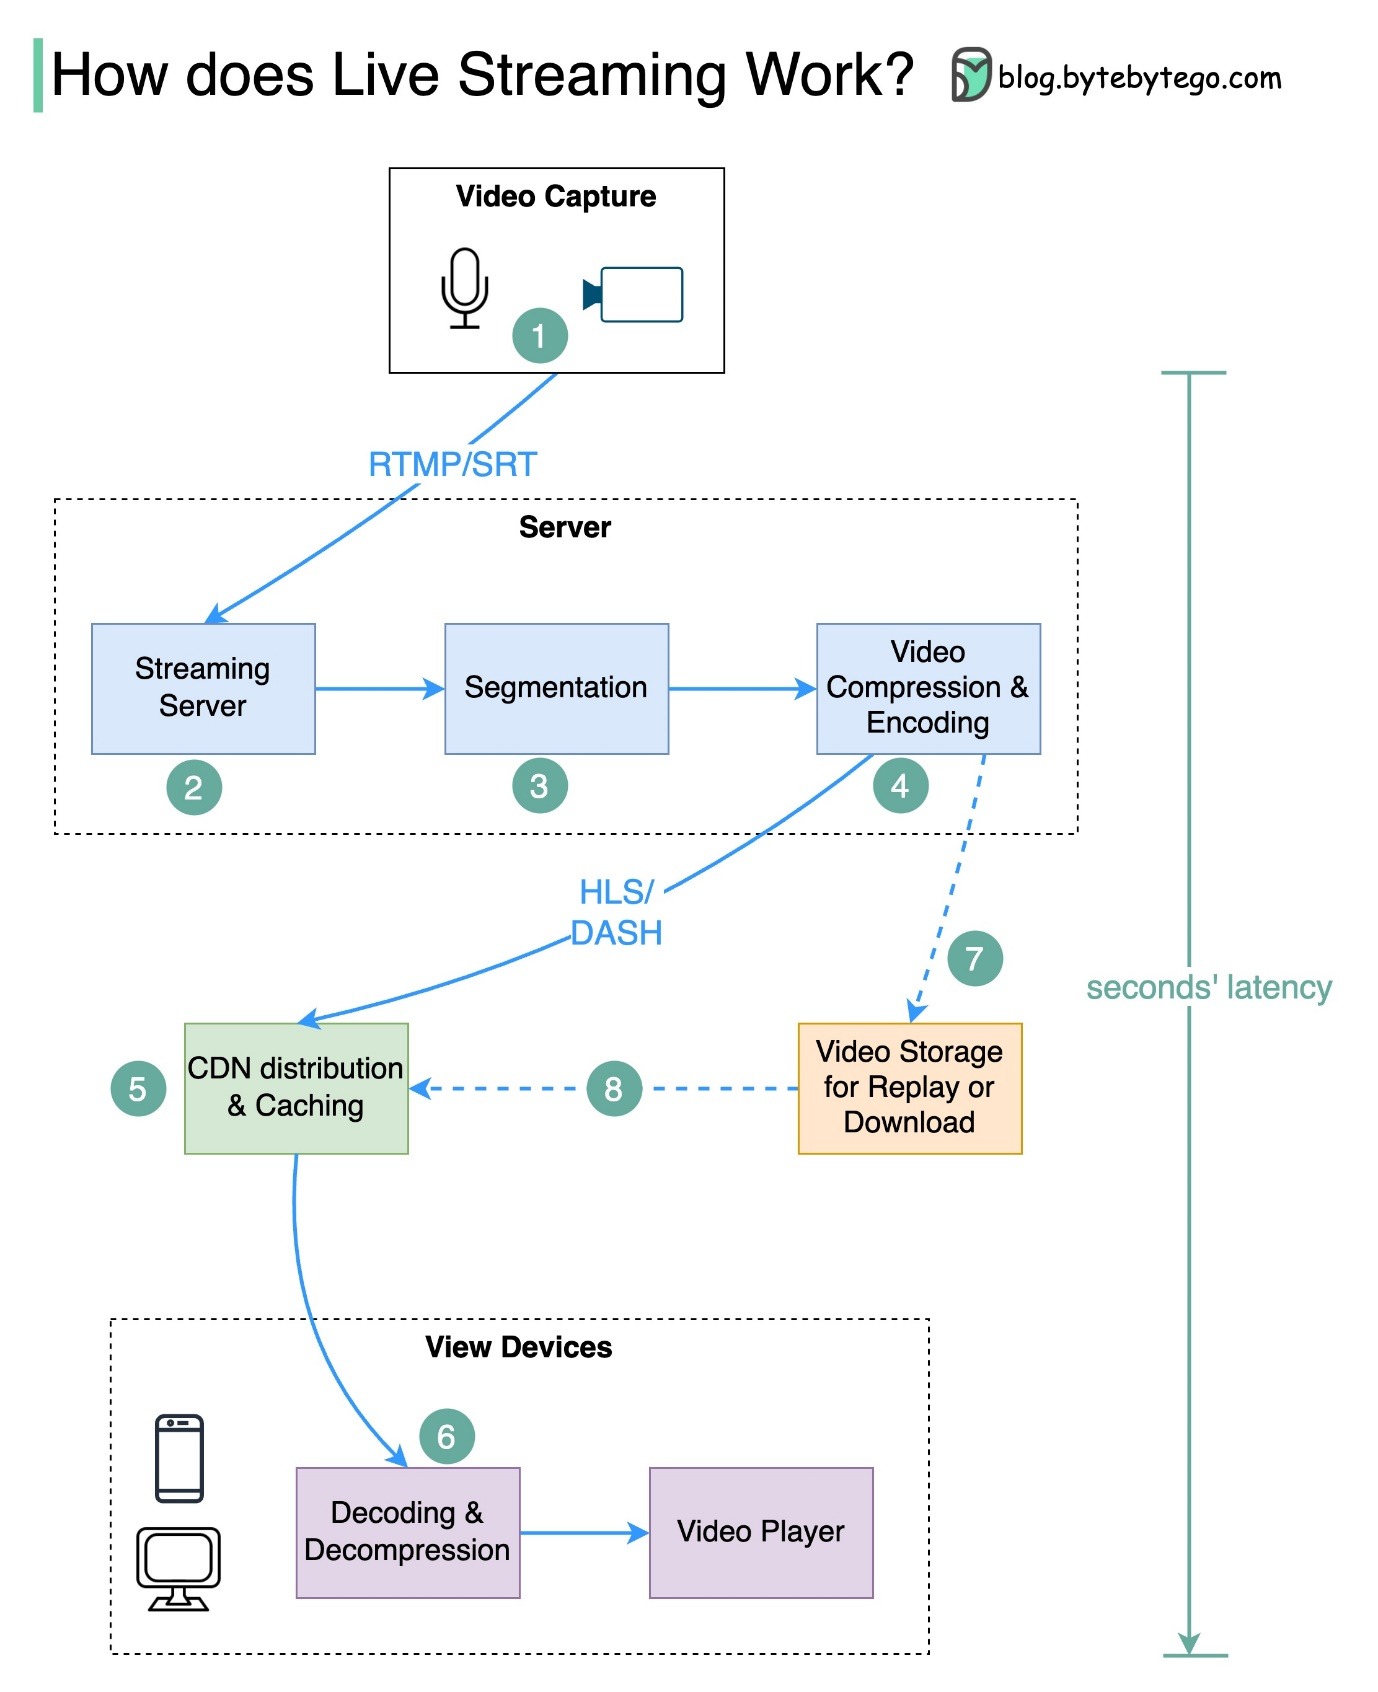 How does Live Streaming Work?
blog.bytebytego.com
Video Capture
1
RTMP/SRT
Server
Streaming
Server
Segmentation
Video
Compression &
Encoding
2
3
4
HLS/
DASH
7
seconds' latency
5
CDN distribution
& Caching
8
Video Storage
for Replay or
Download
View Devices
6
Decoding &
Decompression
Video Player